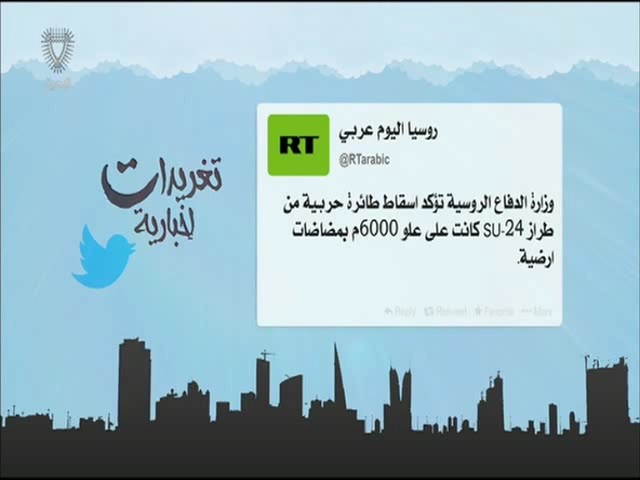 تغريدات
إخبارية
RT
روسيا اليوم عربي
@RTarabic
وزارة الدفاع الروسية تؤكد اسقاط طائرة حربية من
طراز SU-24 كانت على علو 6000م بمضاضات
ارضية.
Reply Retweet Favorite More